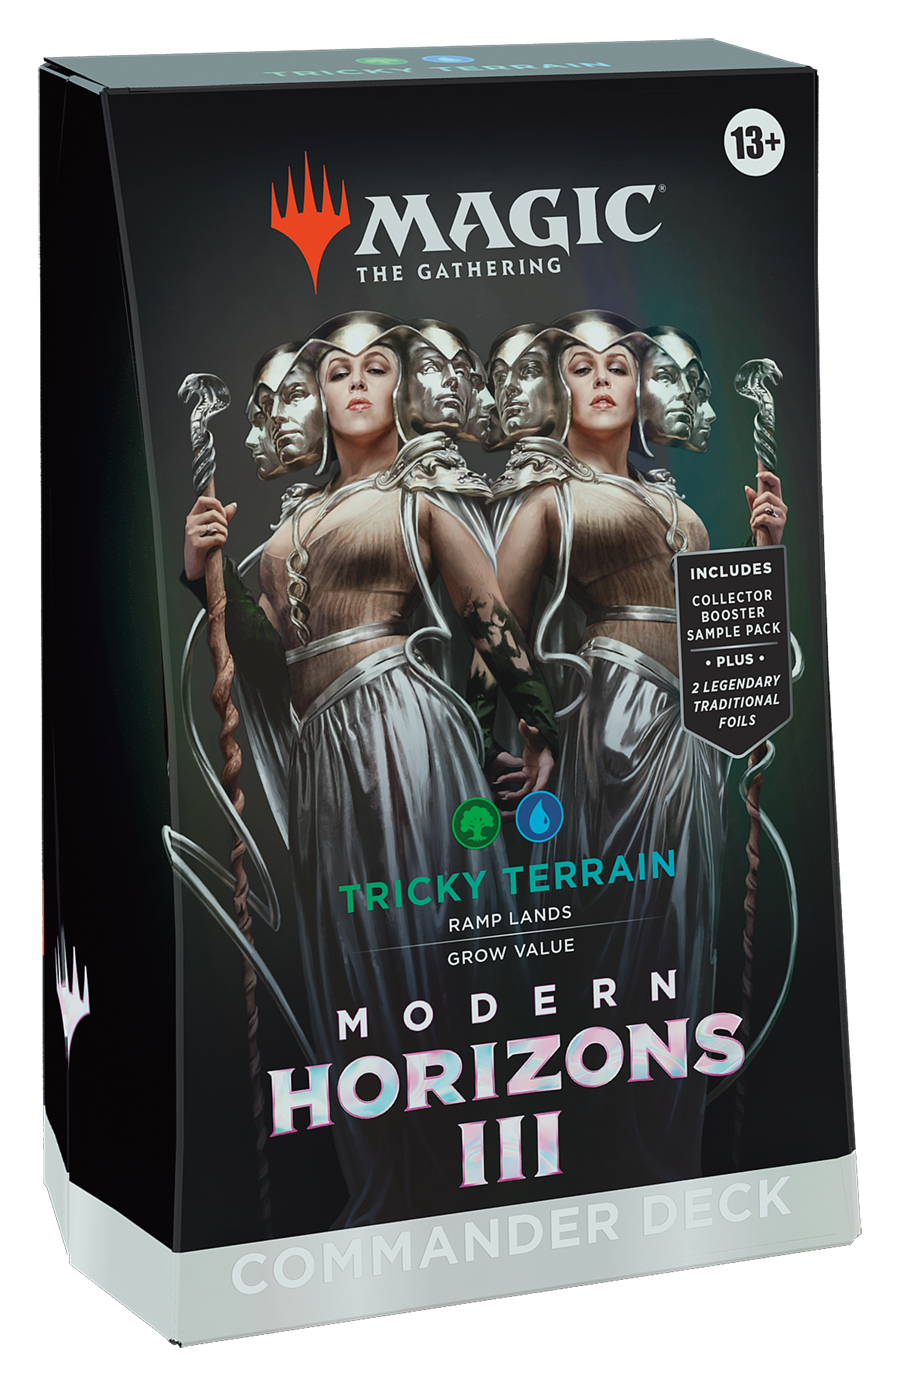 TRICKY TERRAIN
13+
MAGIC®
THE GATHERING
INCLUDES
COLLECTOR
BOOSTER
SAMPLE PACK
• PLUS •
2 LEGENDARY
TRADITIONAL
FOILS
TRICKY TERRAIN
RAMP LANDS
GROW VALUE
MODERN
HORIZONS
III
COMMANDER DECK